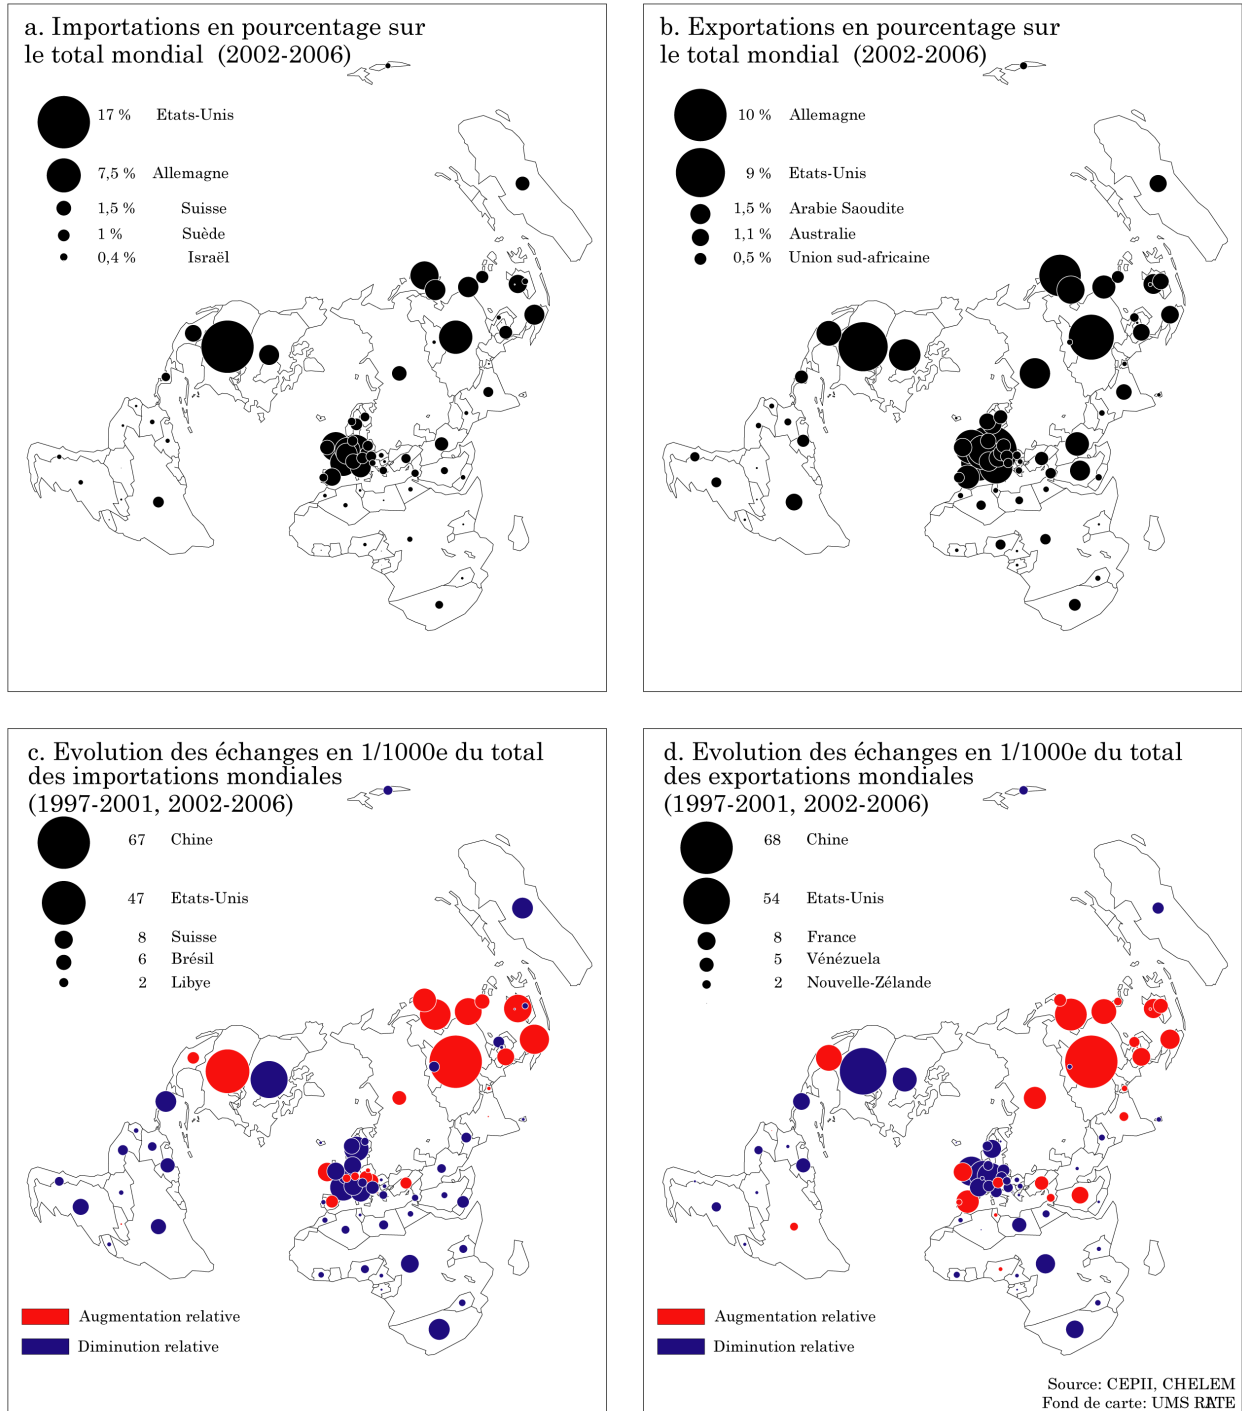 a. Importations en pourcentage sur
le total mondial (2002-2006)
17 % Etats-Unis
7,5 % Allemagne
1,5 % Suisse
1 % Suède
0,4 % Israël
b. Exportations en pourcentage sur
le total mondial (2002-2006)
10 % Allemagne
9 % Etats-Unis
1,5 % Arabie Saoudite
1,1 % Australie
0,5 % Union sud-africaine
c. Evolution des échanges en 1/1000e du total
des importations mondiales
(1997-2001, 2002-2006)
67 Chine
47 Etats-Unis
8 Suisse
6 Brésil
2 Libye
Augmentation relative
Diminution relative
d. Evolution des échanges en 1/1000e du total
des exportations mondiales
(1997-2001, 2002-2006)
68 Chine
54 Etats-Unis
8 France
5 Vénézuela
2 Nouvelle-Zélande
Augmentation relative
Diminution relative
Source: CEPII, CHELEM
Fond de carte: UMS